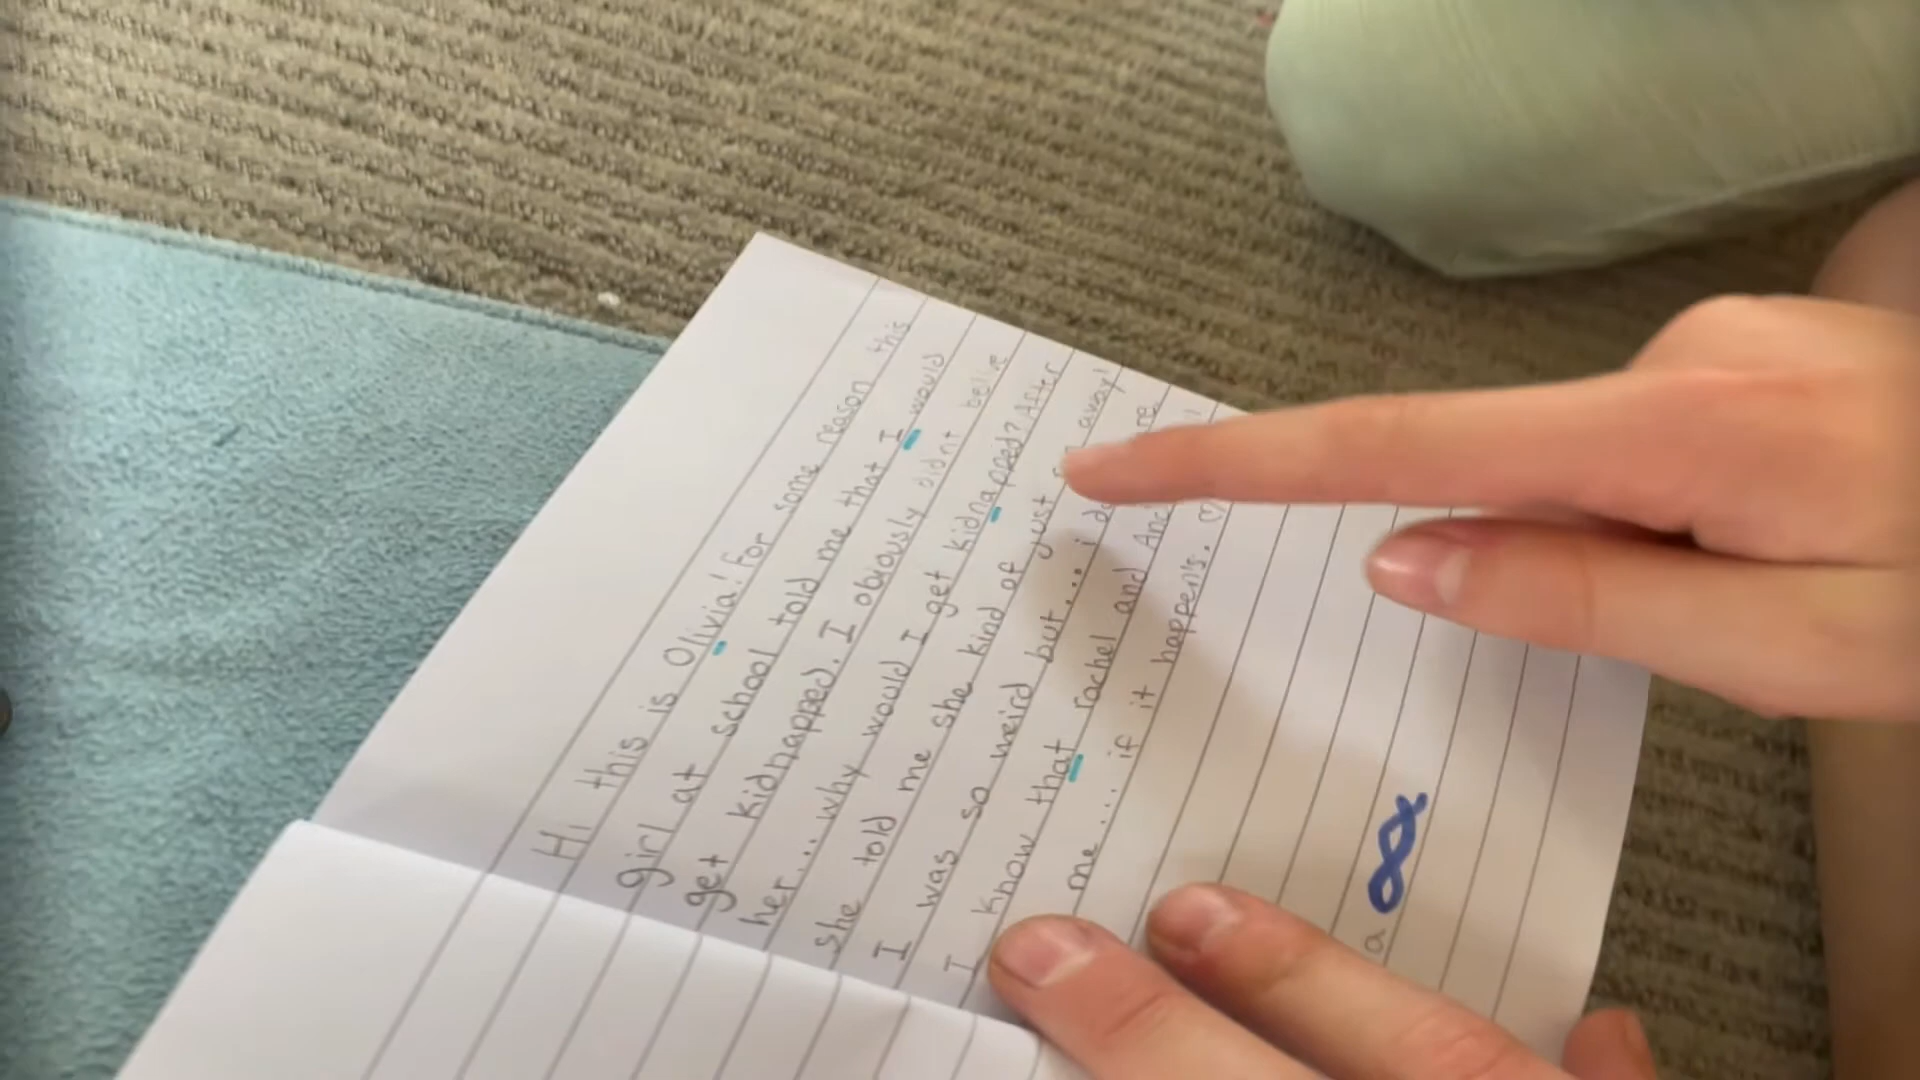 Hi this is Olivia! For some reason this
girl at school told me that I would
get kidnapped. I obiously didnt belive
her... why would I get kidnapped? After
she told me she kind of just away!
I was so weird but... i
I know that rachel and
me.... if it happens. ♡
a